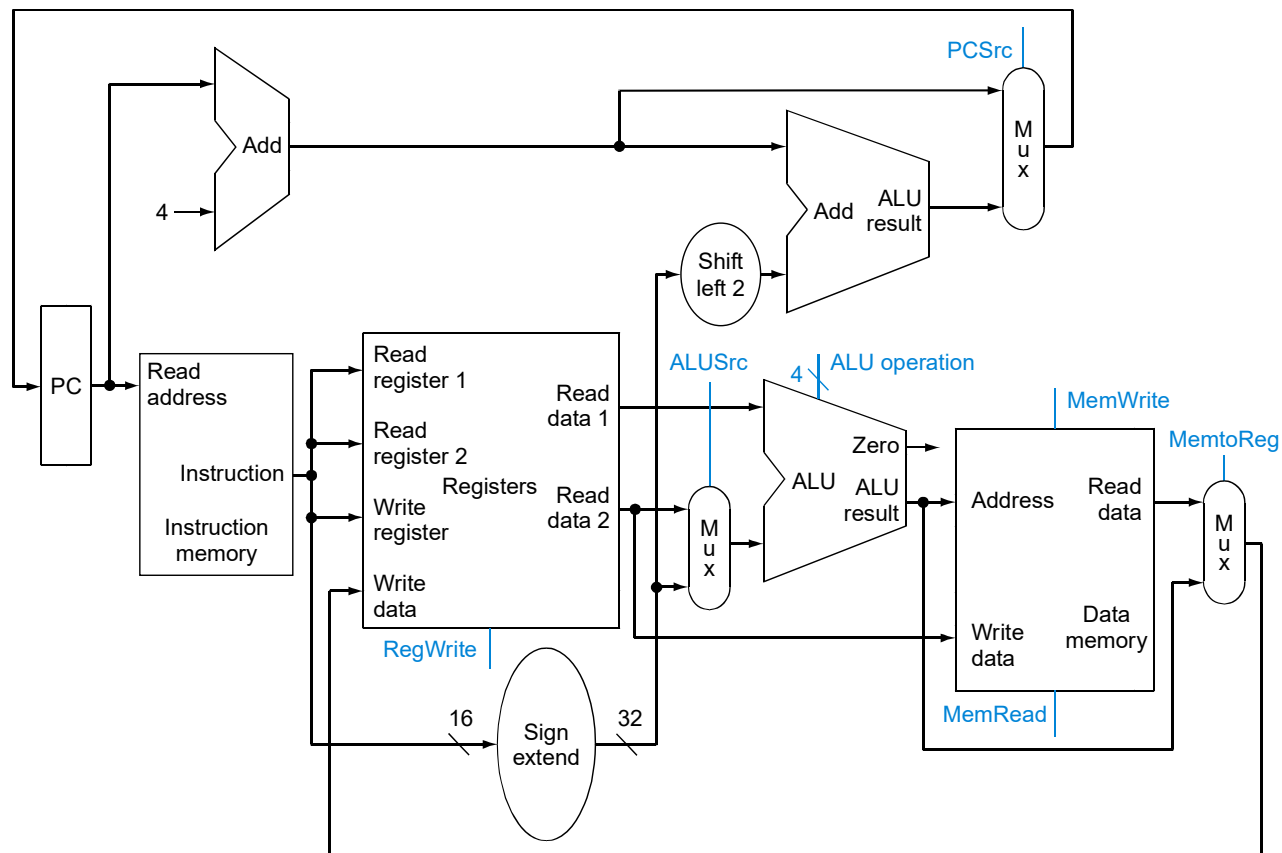 PCSrc
Add
4
M
u
x
Add
ALU
result
Shift
left 2
PC
Read
address
Instruction
Instruction
memory
Read
register 1
Read
register 2
Write
register
Write
data
Registers
Read
data 1
Read
data 2
RegWrite
ALUSrc
M
u
x
4
ALU operation
Zero
ALU
ALU
result
MemWrite
Address
Read
data
Write
data
Data
memory
MemRead
MemtoReg
M
u
x
16
Sign
extend
32